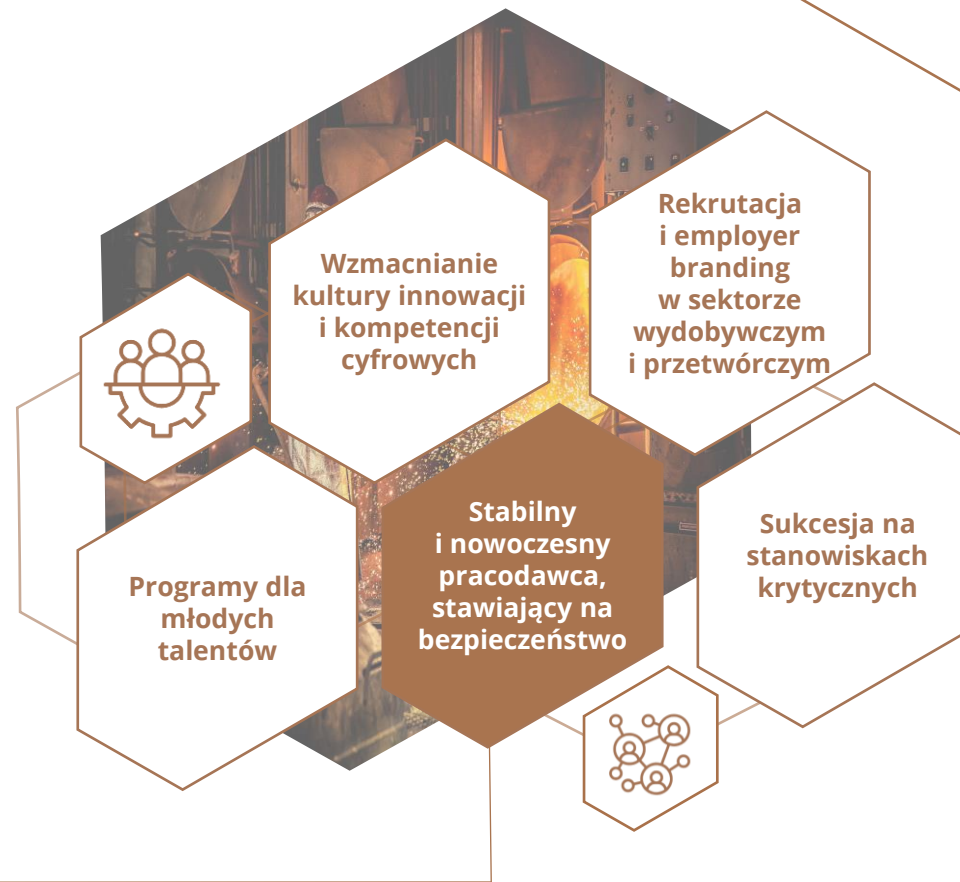 Wzmacnianie
kultury innowacji
i kompetencji
cyfrowych
Rekrutacja
i employer
branding
w sektorze
wydobywczym
i przetwórczym
Programy dla
młodych
talentów
Stabilny
i nowoczesny
pracodawca,
stawiający na
bezpieczeństwo
Sukcesja na
stanowiskach
krytycznych